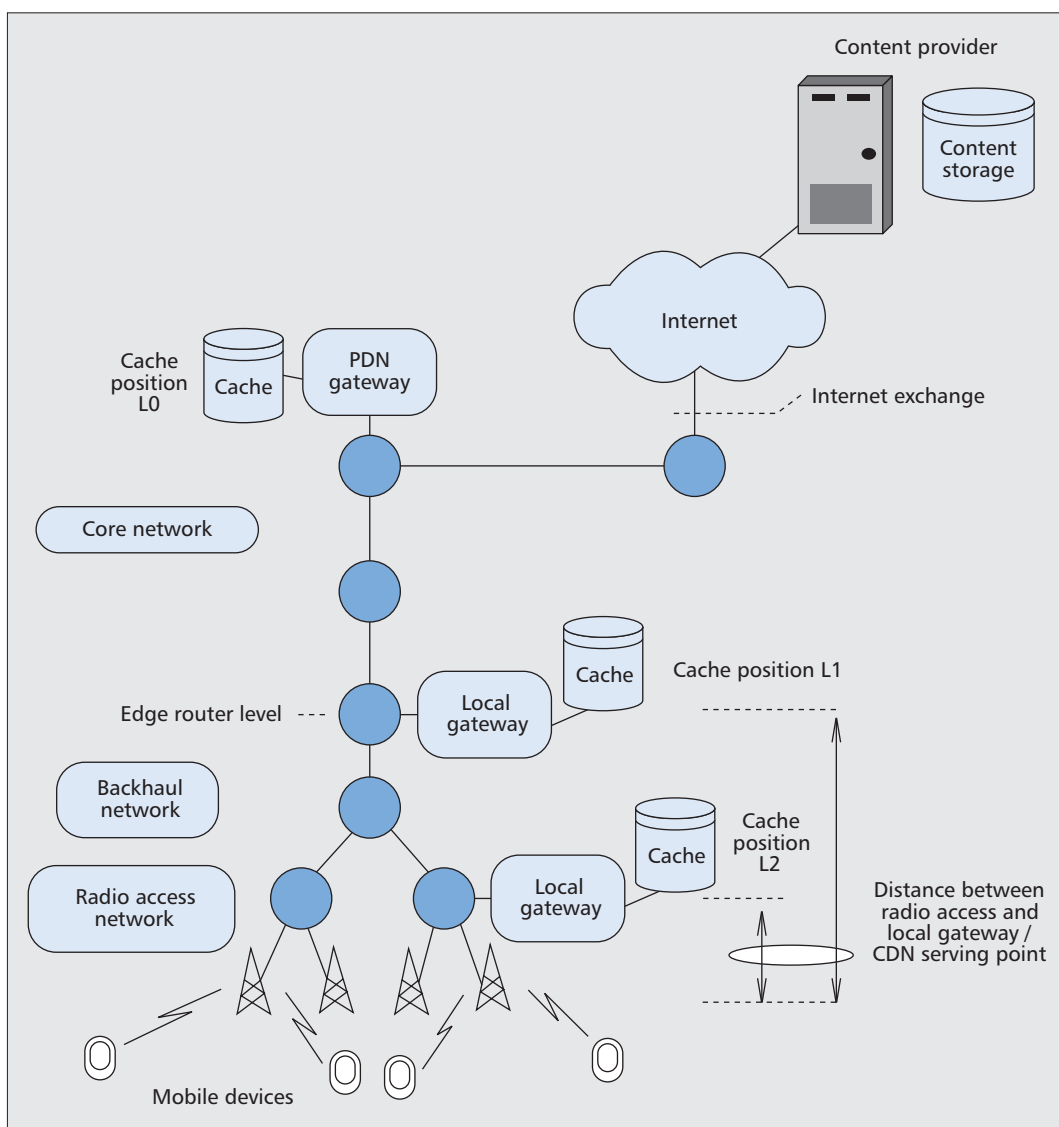 Content provider
Content
storage
Internet
Internet exchange
Cache
position
L0
Cache
PDN
gateway
Core network
Cache
Cache position L1
Edge router level
Local
gateway
Backhaul
network
Cache
Cache
position
L2
Radio access
network
Local
gateway
Distance between
radio access and
local gateway /
CDN serving point
Mobile devices